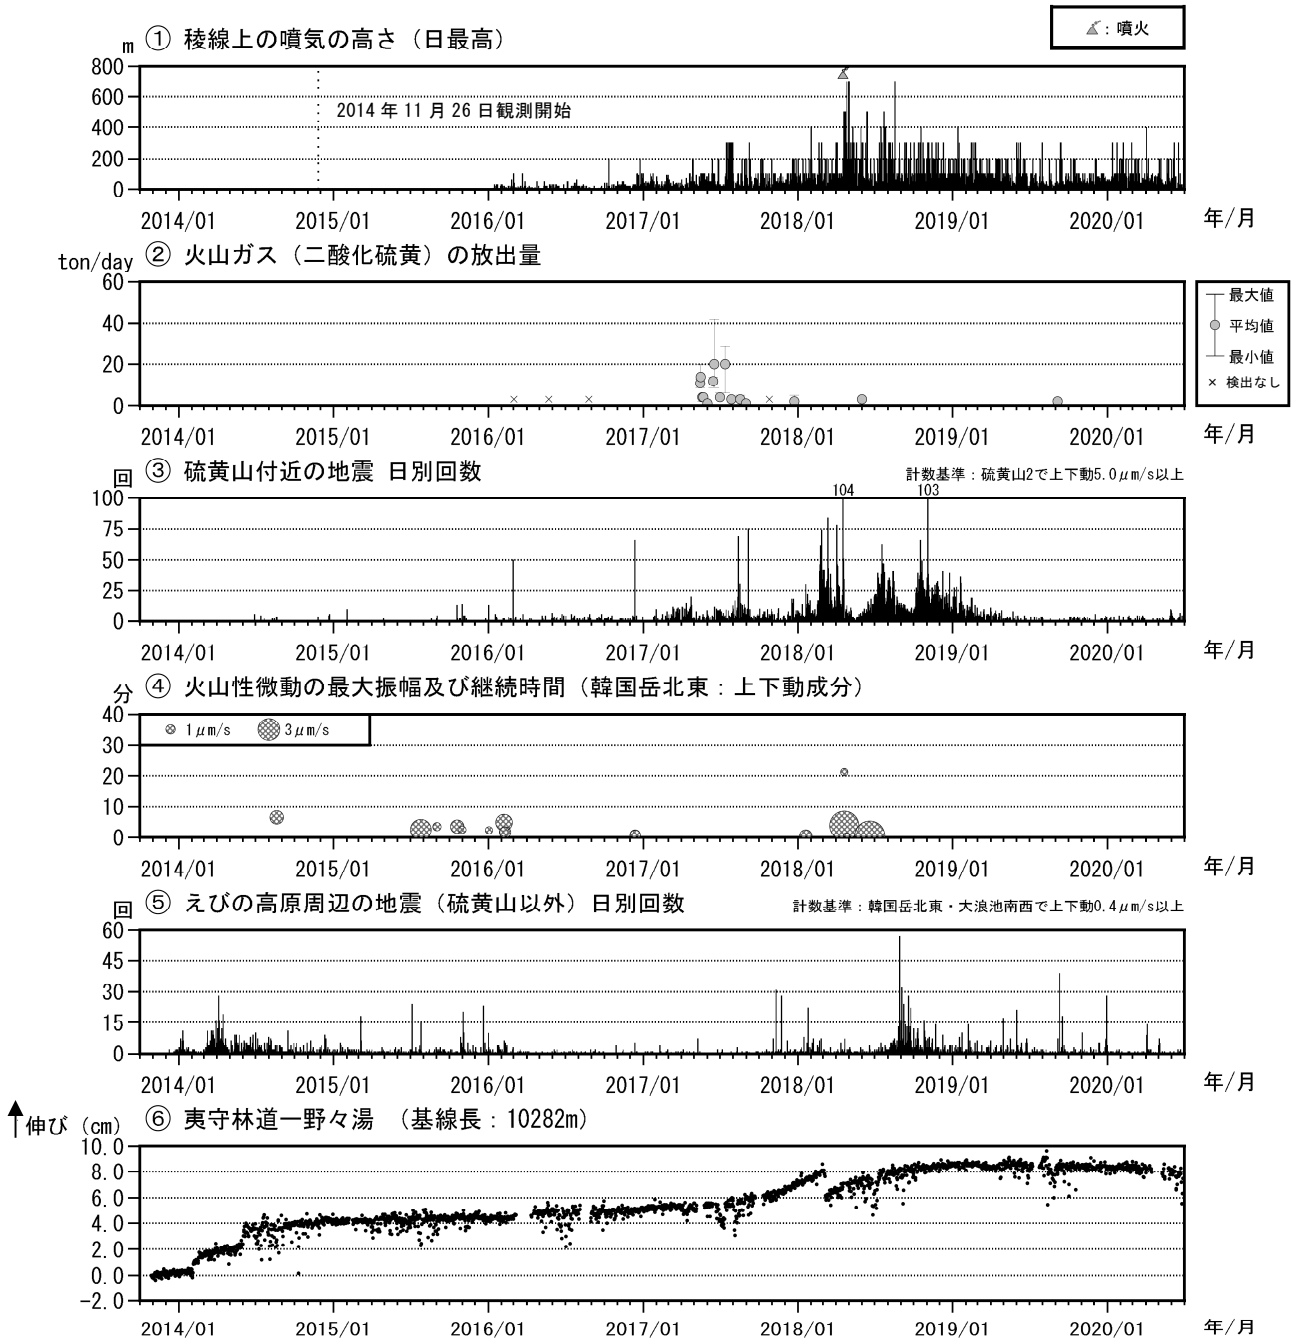 ① 稜線上の噴気の高さ（日最高）
：噴火
m
800
600
400
200
0
2014年11月26日観測開始
2014/01 2015/01 2016/01 2017/01 2018/01 2019/01 2020/01 年/月
② 火山ガス（二酸化硫黄）の放出量
ton/day
60
40
20
0
最大値
平均値
最小値
× 検出なし
2014/01 2015/01 2016/01 2017/01 2018/01 2019/01 2020/01 年/月
③ 硫黄山付近の地震 日別回数
計数基準：硫黄山2で上下動5.0μm/s以上
回
100
75
50
25
0
104 103
2014/01 2015/01 2016/01 2017/01 2018/01 2019/01 2020/01 年/月
④ 火山性微動の最大振幅及び継続時間（韓国岳北東：上下動成分）
分
40
30
20
10
0
1μm/s 3μm/s
2014/01 2015/01 2016/01 2017/01 2018/01 2019/01 2020/01 年/月
⑤ えびの高原周辺の地震（硫黄山以外）日別回数
計数基準：韓国岳北東・大浪池南西で上下動0.4μm/s以上
回
60
45
30
15
0
2014/01 2015/01 2016/01 2017/01 2018/01 2019/01 2020/01 年/月
⑥ 夷守林道－野々湯 （基線長：10282m）
伸び（cm）
10.0
8.0
6.0
4.0
2.0
0.0
-2.0
2014/01 2015/01 2016/01 2017/01 2018/01 2019/01 2020/01 年/月